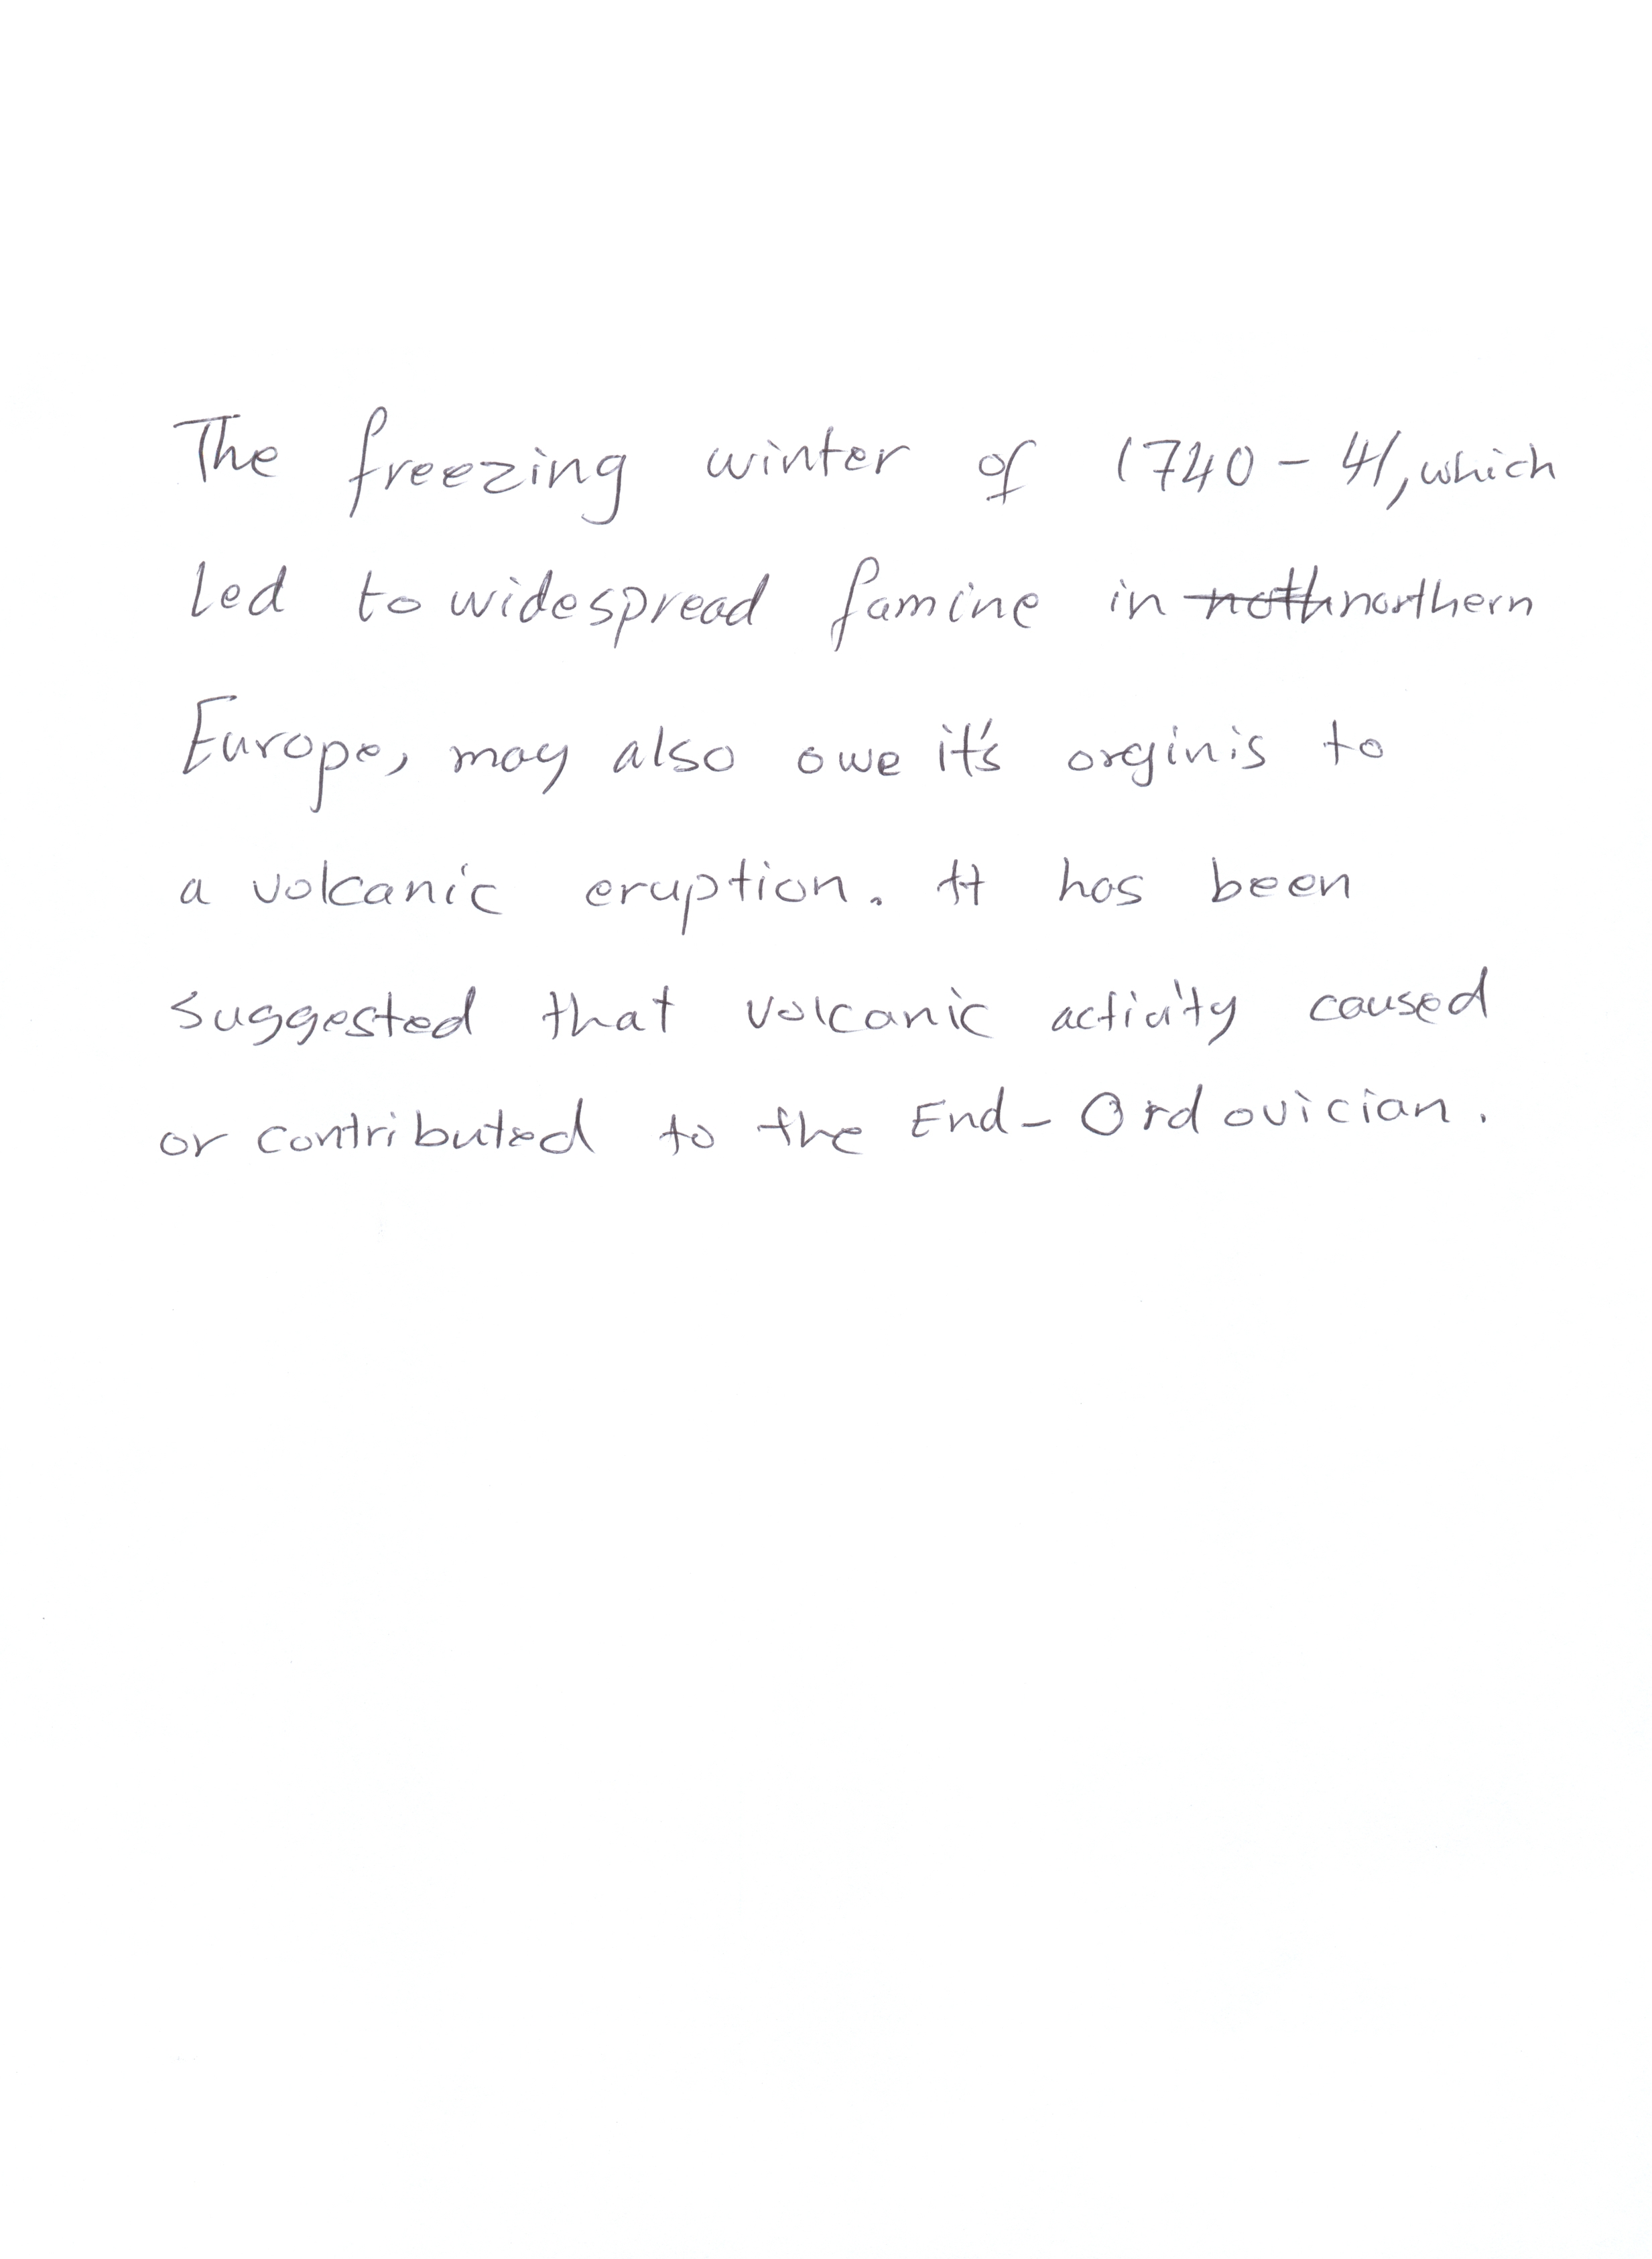 The freezing winter of 1740-41, which
led to widespread famine in noth northern
Europe, may also owe it's orginis to
a volcanic eruption. It has been
suggested that volcanic activity caused
or contributed to the End-Ordovician.